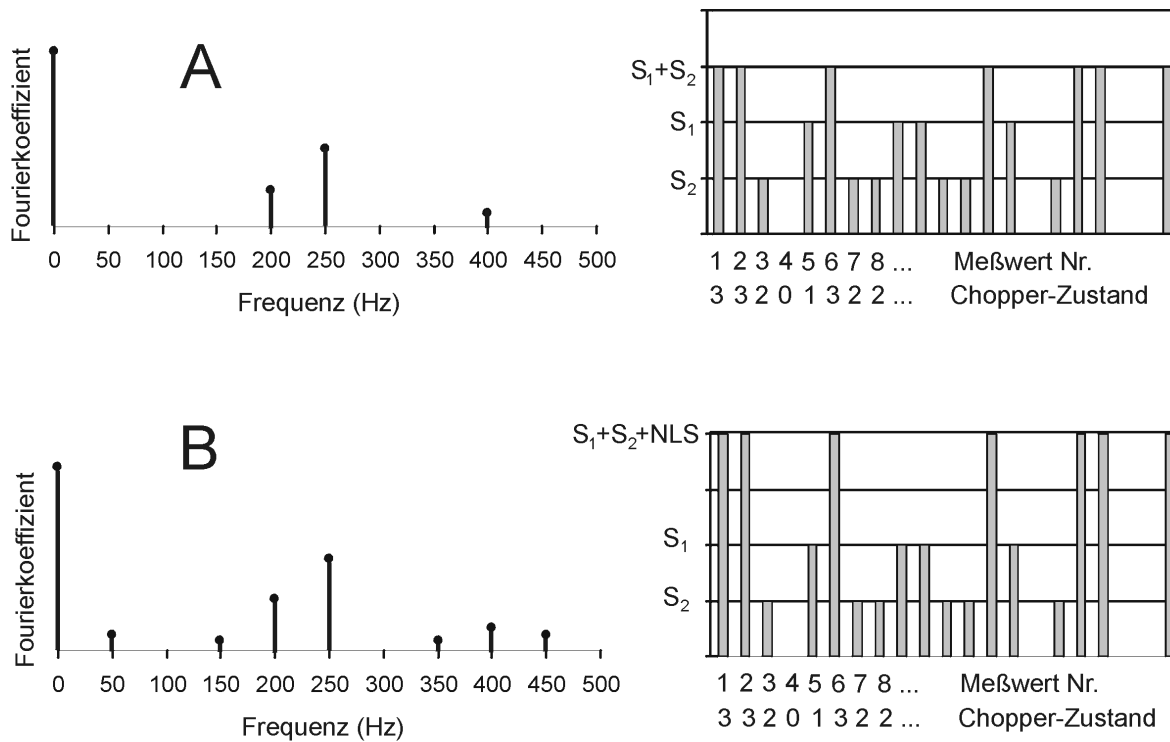 A
Fourierkoeffizient
0 50 100 150 200 250 300 350 400 450 500
Frequenz (Hz)
S₁+S₂
S₁
S₂
1 2 3 4 5 6 7 8 ... Meßwert Nr.
3 3 2 0 1 3 2 2 ... Chopper-Zustand
B
Fourierkoeffizient
0 50 100 150 200 250 300 350 400 450 500
Frequenz (Hz)
S₁+S₂+NLS
S₁
S₂
1 2 3 4 5 6 7 8 ... Meßwert Nr.
3 3 2 0 1 3 2 2 ... Chopper-Zustand